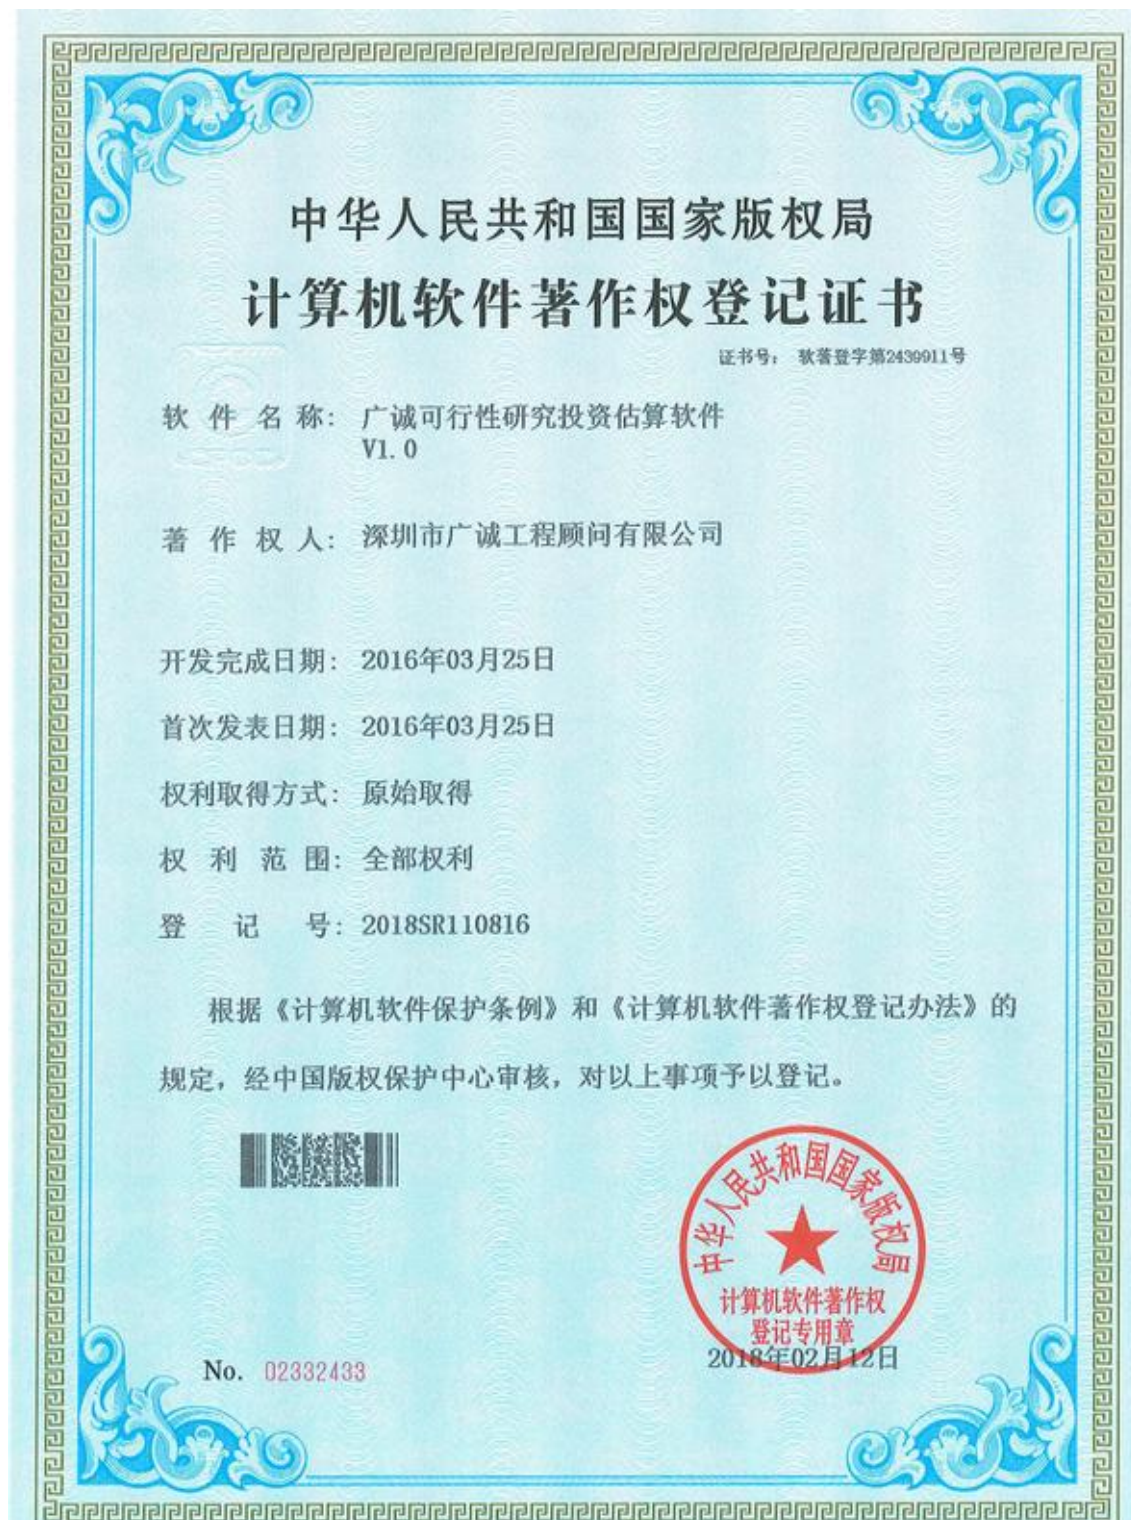 中华人民共和国国家版权局
计算机软件著作权登记证书
证书号： 软著登字第2439911号
软件名称： 广诚可行性研究投资估算软件
V1.0
著作权人： 深圳市广诚工程顾问有限公司
开发完成日期： 2016年03月25日
首次发表日期： 2016年03月25日
权利取得方式： 原始取得
权利范围： 全部权利
登记号： 2018SR110816
根据《计算机软件保护条例》和《计算机软件著作权登记办法》的
规定，经中国版权保护中心审核，对以上事项予以登记。
中华人民共和国国家版权局
计算机软件著作权
登记专用章
2018年02月12日
No. 02332433